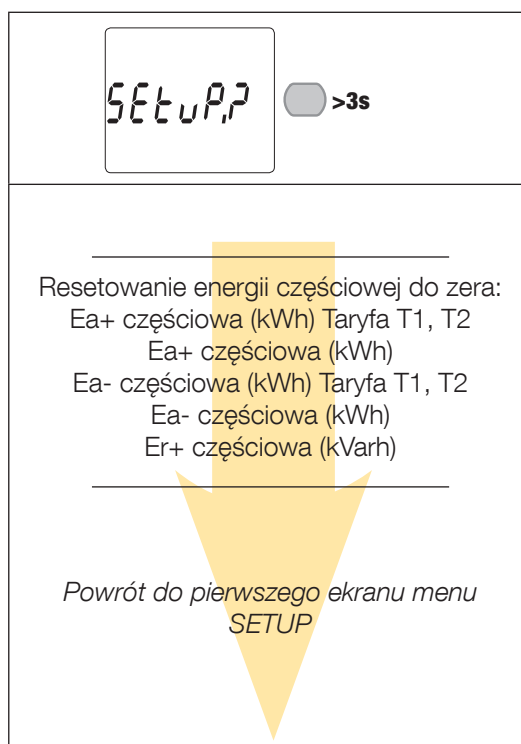 SEtuP,?
>3s
Resetowanie energii częściowej do zera:
Ea+ częściowa (kWh) Taryfa T1, T2
Ea+ częściowa (kWh)
Ea- częściowa (kWh) Taryfa T1, T2
Ea- częściowa (kWh)
Er+ częściowa (kVarh)
Powrót do pierwszego ekranu menu
SETUP